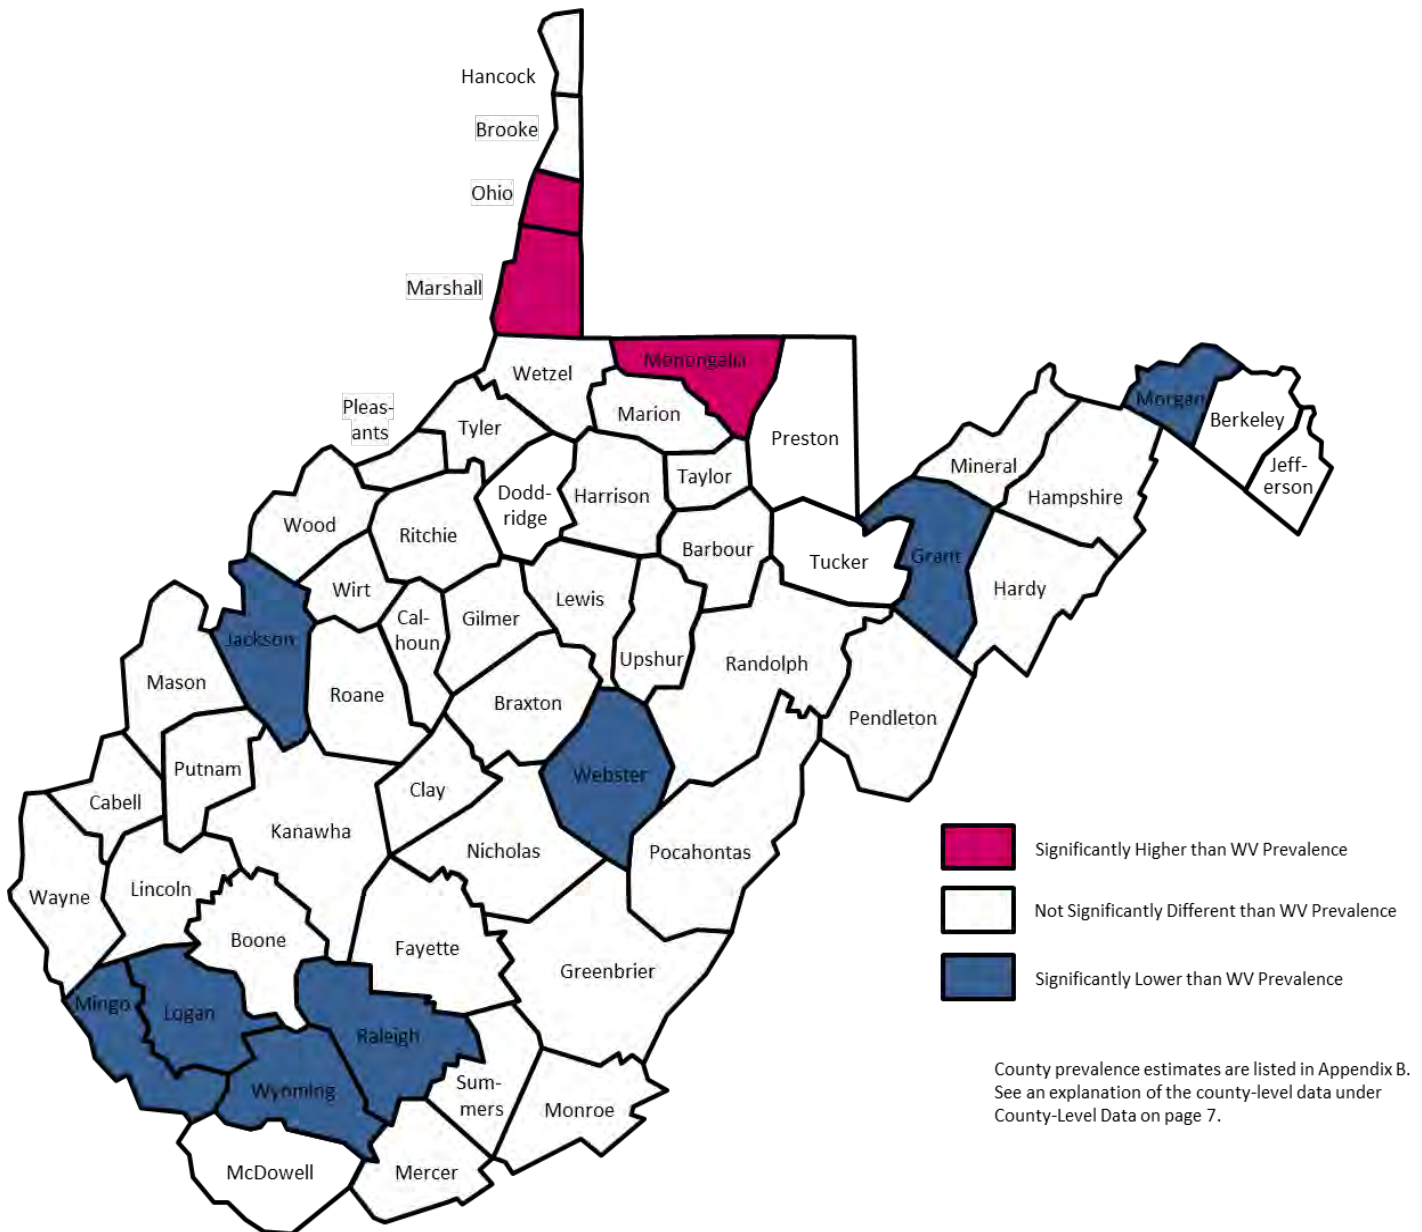 Hancock
Brooke
Ohio
Marshall
Wetzel
Monongalia
Marion
Preston
Morgan
Berkeley
Jeff-
erson
Mineral
Hampshire
Pleas-
ants
Tyler
Taylor
Dodd-
ridge
Harrison
Wood
Ritchie
Barbour
Tucker
Grant
Hardy
Wirt
Cal-
houn
Gilmer
Lewis
Upshur
Randolph
Jackson
Mason
Roane
Braxton
Pendleton
Putnam
Cabell
Clay
Webster
Kanawha
Nicholas
Pocahontas
Wayne
Lincoln
Boone
Fayette
Greenbrier
Mingo
Logan
Raleigh
Wyoming
Sum-
mers
Monroe
McDowell
Mercer
Significantly Higher than WV Prevalence
Not Significantly Different than WV Prevalence
Significantly Lower than WV Prevalence
County prevalence estimates are listed in Appendix B.
See an explanation of the county-level data under
County-Level Data on page 7.